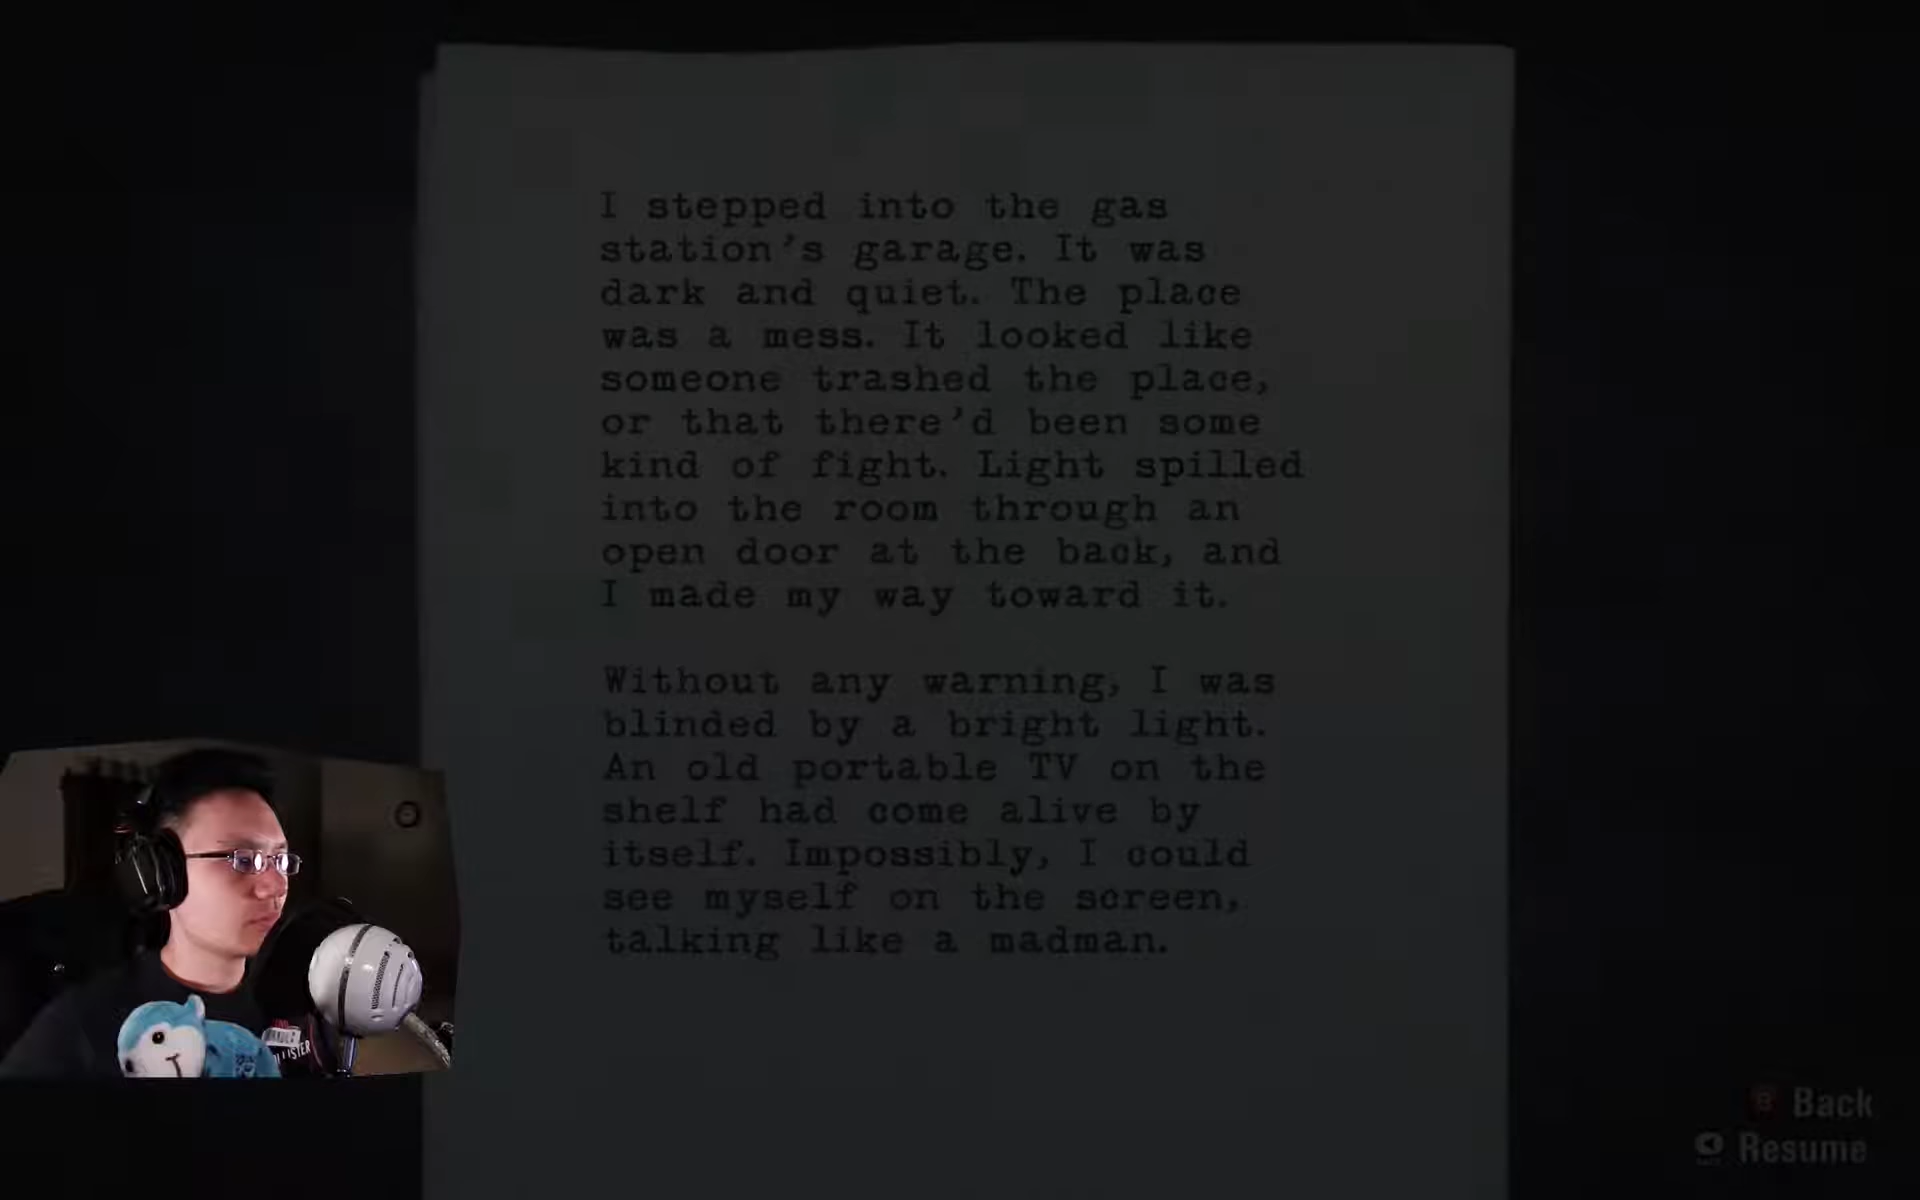 I stepped into the gas
station's garage. It was
dark and quiet. The place
was a mess. It looked like
someone trashed the place,
or that there'd been some
kind of fight. Light spilled
into the room through an
open door at the back, and
I made my way toward it.
Without any warning, I was
blinded by a bright light.
An old portable TV on the
shelf had come alive by
itself. Impossibly, I could
see myself on the screen,
talking like a madman.
B Back
Resume